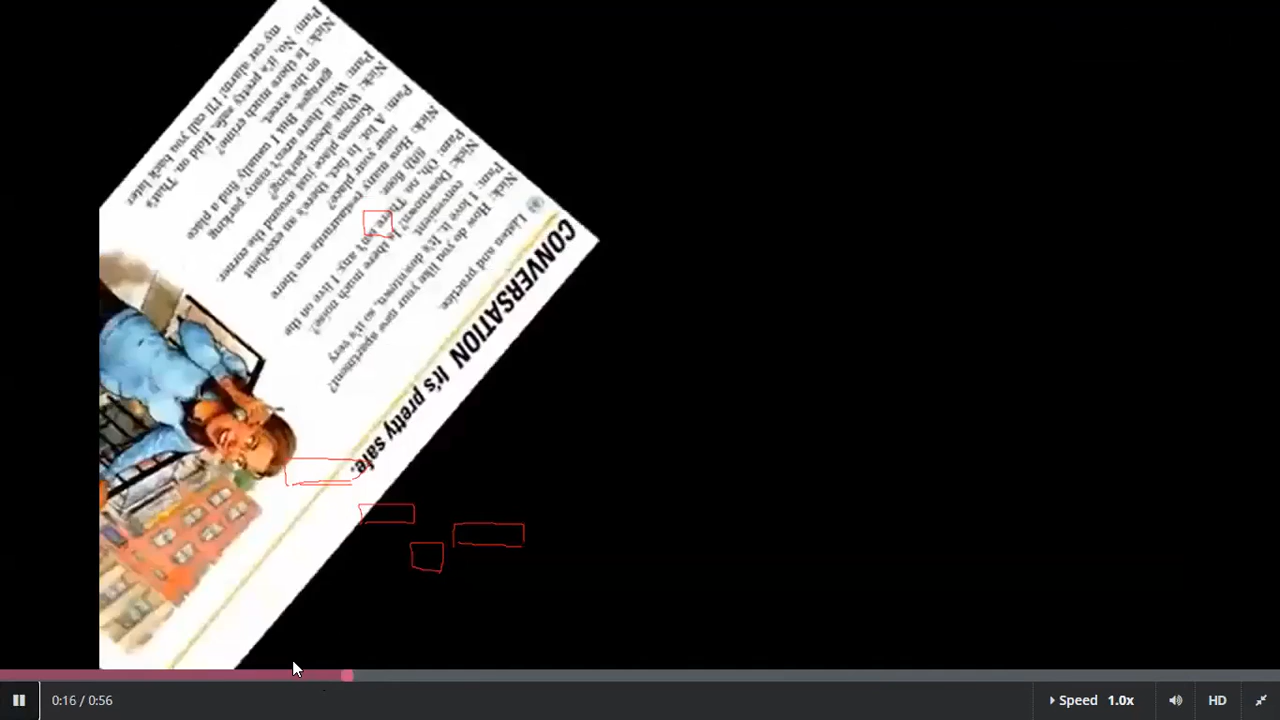 CONVERSATION It's pretty safe.
Listen and practice.
Nick: How do you like your new apartment?
Pam: I love it. It's downtown, so it's very
convenient.
Nick: Downtown? Is there much noise?
Pam: Oh, no. There isn't any. I live on the
fifth floor.
Nick: How many restaurants are there
near your place?
Pam: A lot. In fact, there's an excellent
Korean place just around the corner.
Nick: What about parking?
Pam: Well, there aren't many parking
garages. But I usually find a place
on the street.
Nick: Is there much crime?
Pam: No, it's pretty safe. Hold on. That's
my car alarm! I'll call you back later
0:16 / 0:56
Speed 1.0x
HD